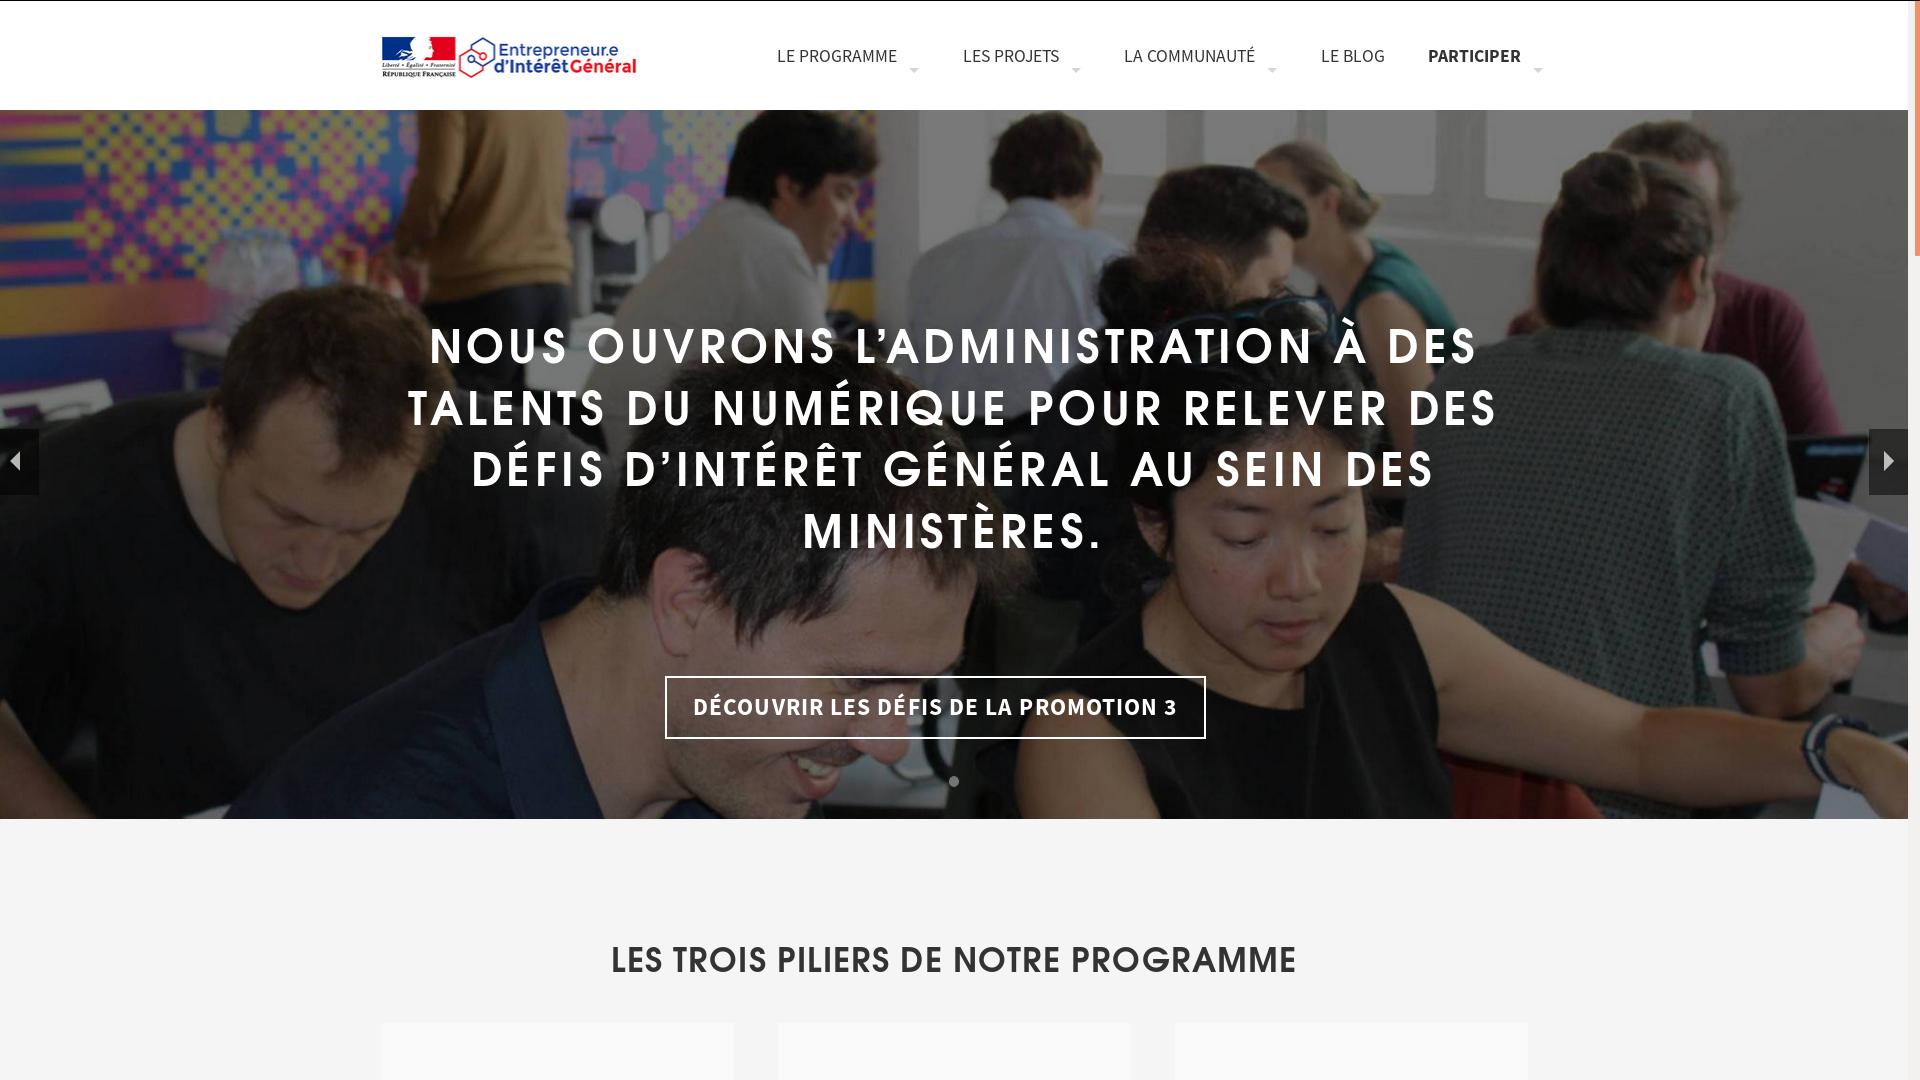 Liberté • Égalité • Fraternité
RÉPUBLIQUE FRANÇAISE
Entrepreneur.e
d'IntérêtGénéral
LE PROGRAMME
LES PROJETS
LA COMMUNAUTÉ
LE BLOG
PARTICIPER
NOUS OUVRONS L’ADMINISTRATION À DES
TALENTS DU NUMÉRIQUE POUR RELEVER DES
DÉFIS D’INTÉRÊT GÉNÉRAL AU SEIN DES
MINISTÈRES.
DÉCOUVRIR LES DÉFIS DE LA PROMOTION 3
LES TROIS PILIERS DE NOTRE PROGRAMME